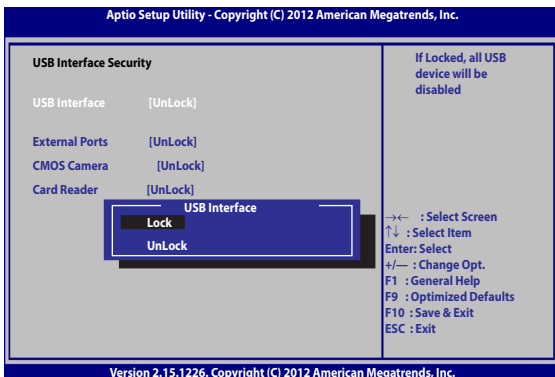 Aptio Setup Utility - Copyright (C) 2012 American Megatrends, Inc.
USB Interface Security
USB Interface [UnLock]
External Ports [UnLock]
CMOS Camera [UnLock]
Card Reader [UnLock]
USB Interface
Lock
UnLock
If Locked, all USB
device will be
disabled
→← : Select Screen
↑↓ : Select Item
Enter: Select
+/— : Change Opt.
F1 : General Help
F9 : Optimized Defaults
F10 : Save & Exit
ESC : Exit
Version 2.15.1226. Copyright (C) 2012 American Megatrends, Inc.